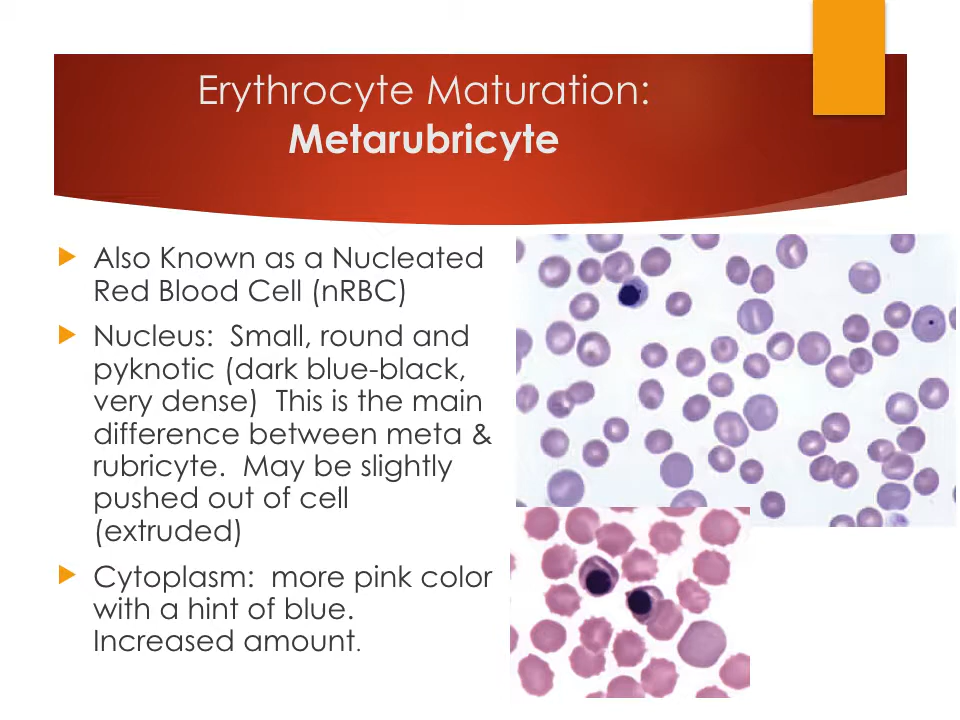 Erythrocyte Maturation:
Metarubricyte
Also Known as a Nucleated
Red Blood Cell (nRBC)
Nucleus:  Small, round and
pyknotic (dark blue-black,
very dense)  This is the main
difference between meta &
rubricyte.  May be slightly
pushed out of cell
(extruded)
Cytoplasm:  more pink color
with a hint of blue.
Increased amount.